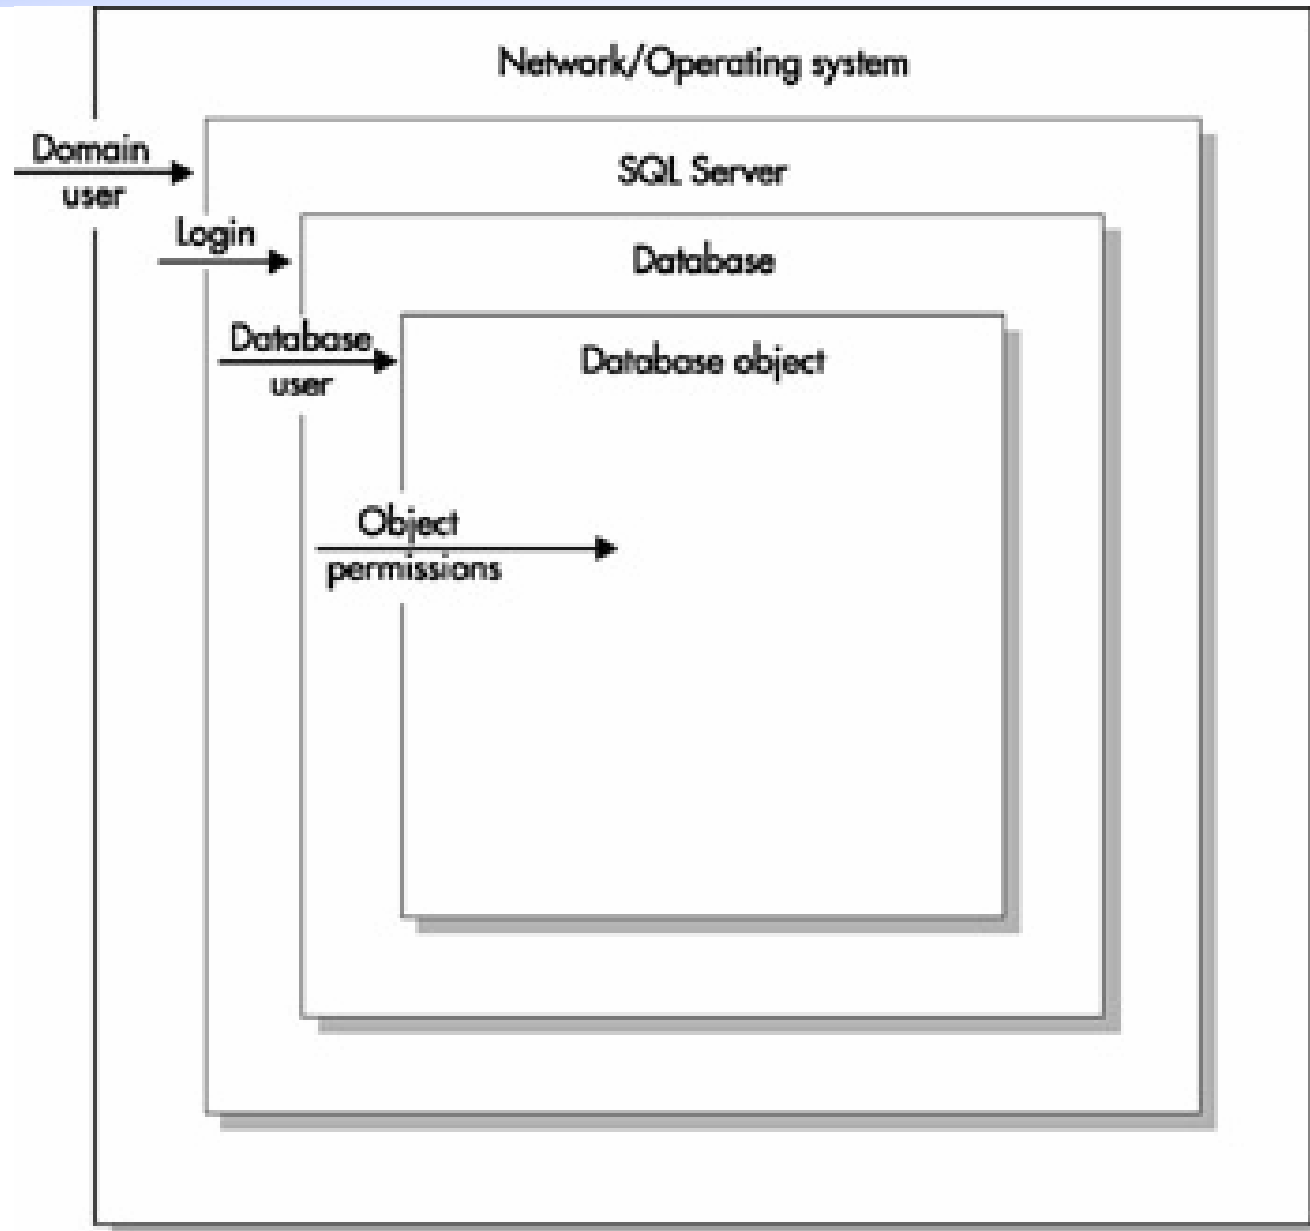 Network/Operating system
Domain
user
SQL Server
Login
Database
Database
user
Database object
Object
permissions